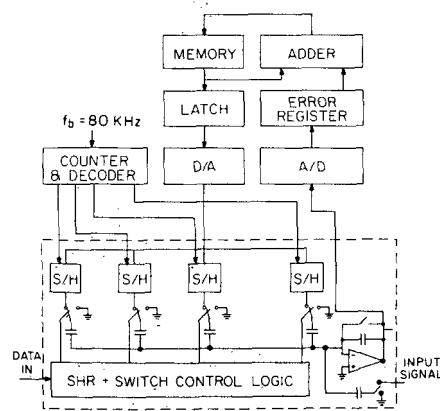 MEMORY
ADDER
LATCH
ERROR
REGISTER
f_b = 80 KHz
COUNTER
& DECODER
D/A
A/D
S/H
S/H
S/H
S/H
DATA
IN
SHR + SWITCH CONTROL LOGIC
INPUT
SIGNAL